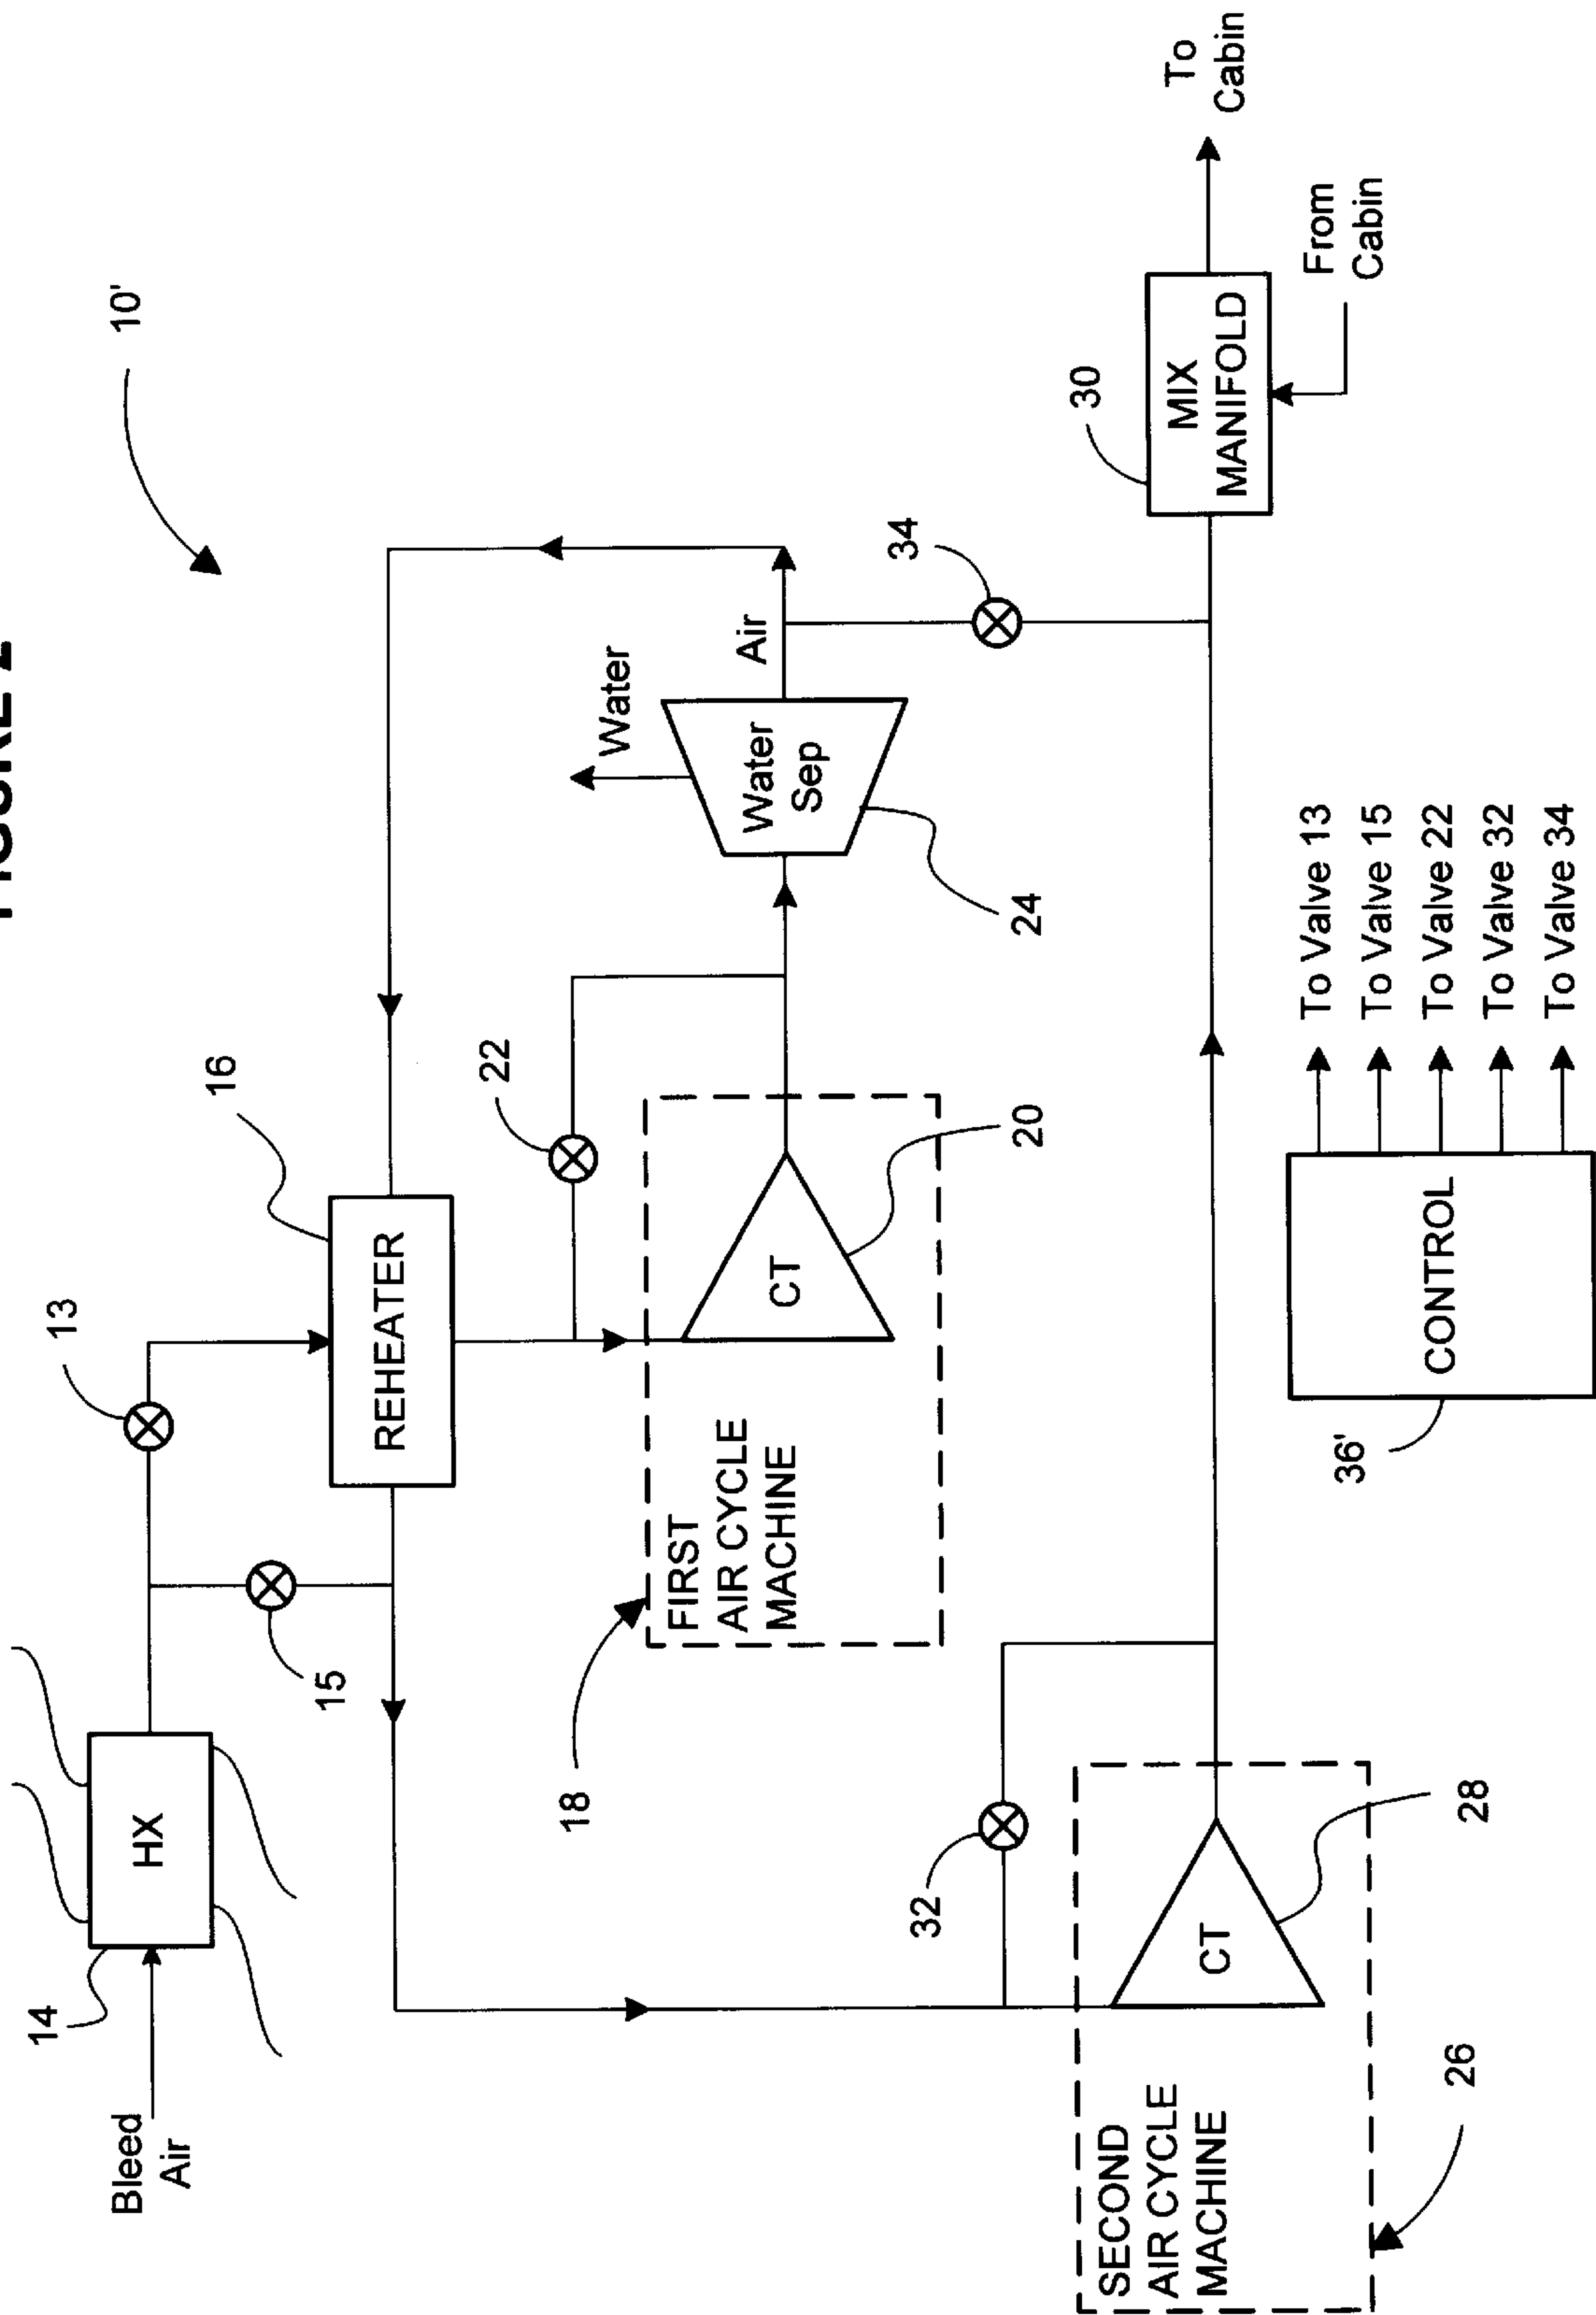 10'
Bleed
Air
14
HX
13
15
16
REHEATER
22
18
FIRST
AIR CYCLE
MACHINE
CT
20
Water
Water
Sep
Air
24
34
32
SECOND
AIR CYCLE
MACHINE
CT
28
26
30
MIX
MANIFOLD
To
Cabin
From
Cabin
CONTROL
36'
To Valve 13
To Valve 15
To Valve 22
To Valve 32
To Valve 34